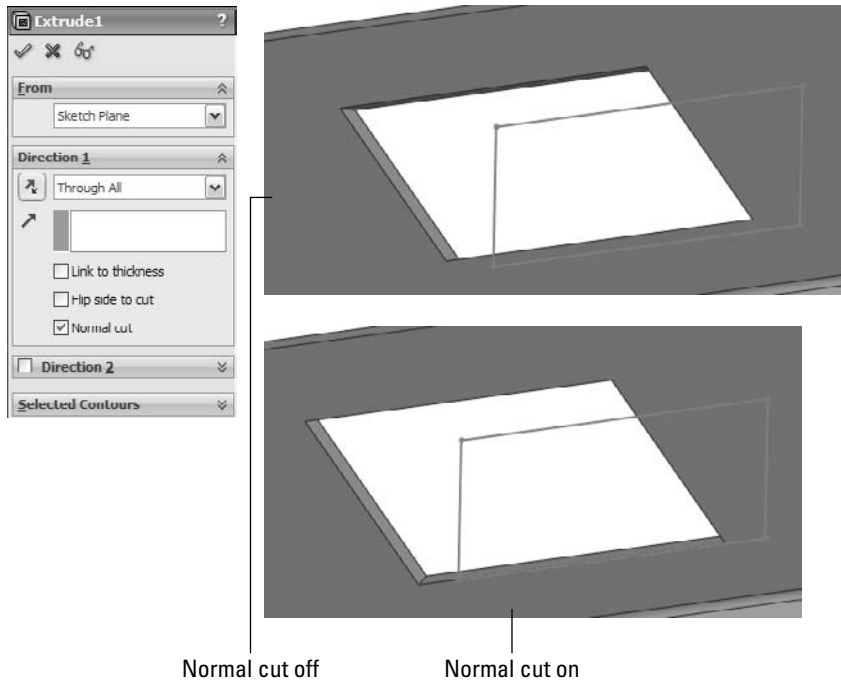 Extrude1 ?
From
Sketch Plane
Direction 1
Through All
Link to thickness
Flip side to cut
Normal cut
Direction 2
Selected Contours
Normal cut off
Normal cut on